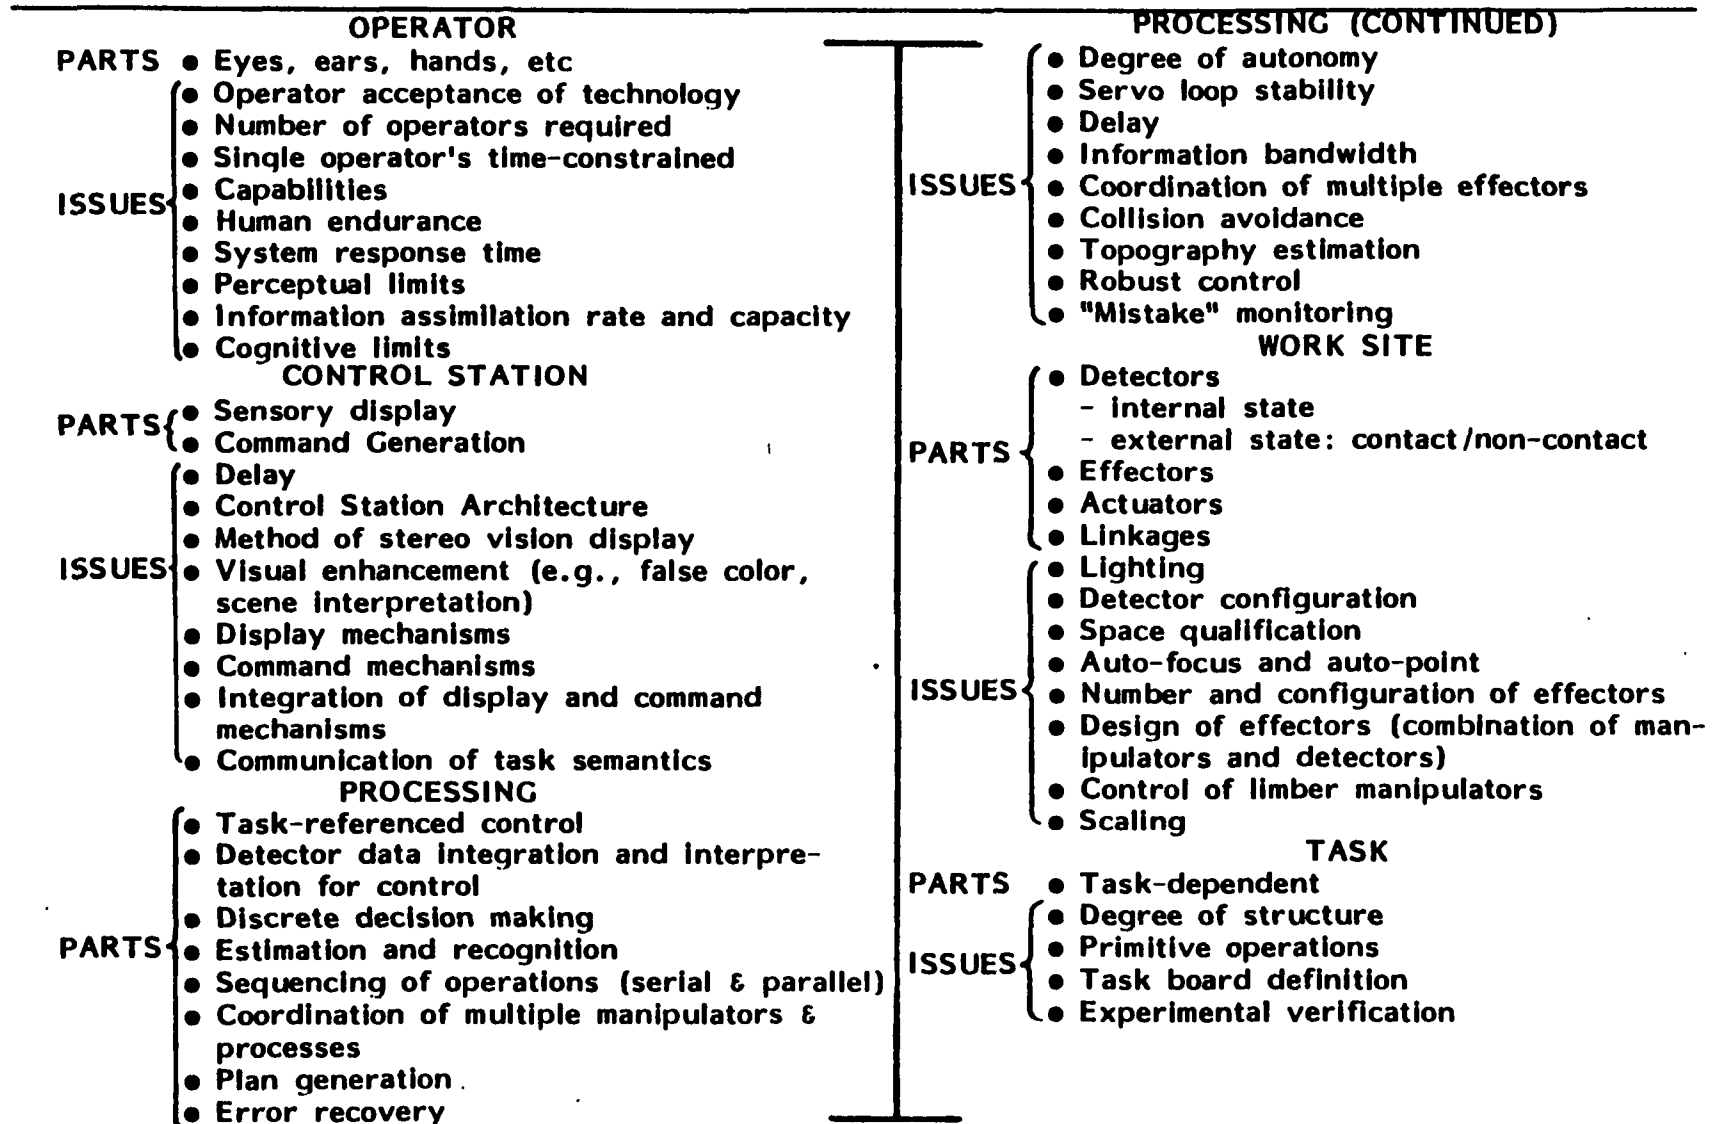 OPERATOR
PARTS ● Eyes, ears, hands, etc
● Operator acceptance of technology
● Number of operators required
● Single operator's time-constrained
ISSUES ● Capabilities
● Human endurance
● System response time
● Perceptual limits
● Information assimilation rate and capacity
● Cognitive limits
CONTROL STATION
PARTS ● Sensory display
● Command Generation
● Delay
● Control Station Architecture
● Method of stereo vision display
ISSUES ● Visual enhancement (e.g., false color,
scene interpretation)
● Display mechanisms
● Command mechanisms
● Integration of display and command
mechanisms
● Communication of task semantics
PROCESSING
● Task-referenced control
● Detector data integration and interpre-
tation for control
● Discrete decision making
PARTS ● Estimation and recognition
● Sequencing of operations (serial & parallel)
● Coordination of multiple manipulators &
processes
● Plan generation
● Error recovery
PROCESSING (CONTINUED)
● Degree of autonomy
● Servo loop stability
● Delay
● Information bandwidth
ISSUES ● Coordination of multiple effectors
● Collision avoidance
● Topography estimation
● Robust control
● "Mistake" monitoring
WORK SITE
● Detectors
- internal state
- external state: contact/non-contact
PARTS
● Effectors
● Actuators
● Linkages
● Lighting
● Detector configuration
● Space qualification
● Auto-focus and auto-point
ISSUES ● Number and configuration of effectors
● Design of effectors (combination of man-
ipulators and detectors)
● Control of limber manipulators
● Scaling
TASK
PARTS ● Task-dependent
● Degree of structure
● Primitive operations
ISSUES
● Task board definition
● Experimental verification